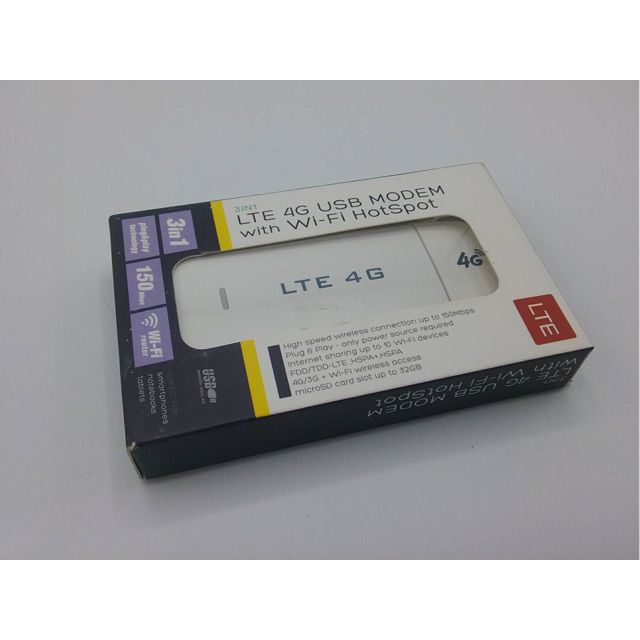 3IN1
LTE 4G USB MODEM
with Wi-Fi HotSpot
3in1
plug&play
technology
150Mbps
Wi-Fi
router
LTE 4G
4G
LTE
High speed wireless connection up to 150Mbps
Plug & Play - only power source required
Internet sharing up to 10 Wi-Fi devices
FDD/TDD-LTE, HSPA+,HSPA
4G/3G + Wi-Fi wireless access
microSD card slot up to 32GB
USB
smartphones
notebooks
tablets
3IN1
LTE 4G USB MODEM
with Wi-Fi HotSpot